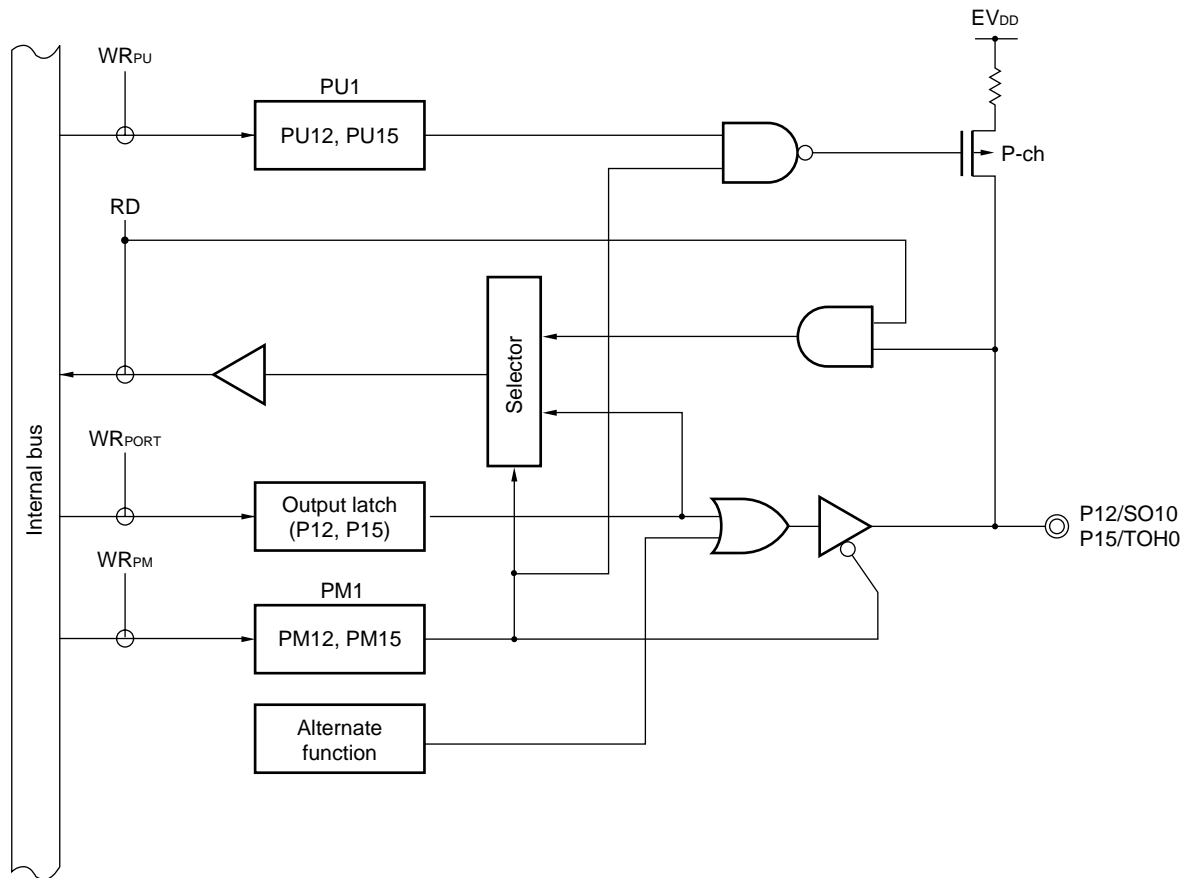 EVDD
WRPU
PU1
PU12, PU15
P-ch
RD
Selector
Internal bus
WRPORT
Output latch
(P12, P15)
P12/SO10
P15/TOH0
WRPM
PM1
PM12, PM15
Alternate
function